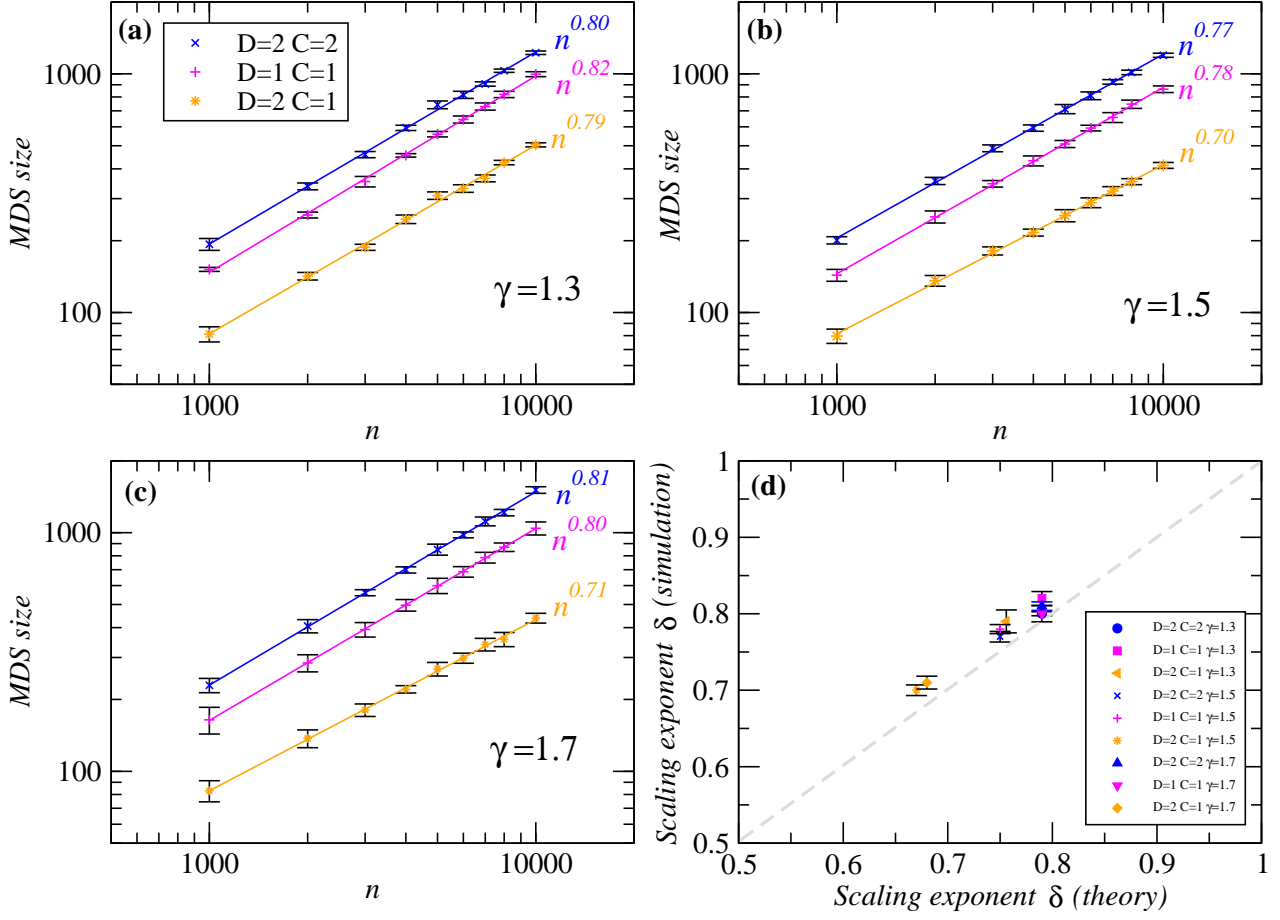 (a)
D=2 C=2
D=1 C=1
D=2 C=1
n^0.80
n^0.82
n^0.79
1000
100
MDS size
γ=1.3
1000
10000
n
(b)
n^0.77
n^0.78
n^0.70
1000
100
MDS size
γ=1.5
1000
10000
n
(c)
n^0.81
n^0.80
n^0.71
1000
100
MDS size
γ=1.7
1000
10000
n
(d)
1
0.9
0.8
0.7
0.6
0.5
Scaling exponent δ (simulation)
D=2 C=2 γ=1.3
D=1 C=1 γ=1.3
D=2 C=1 γ=1.3
D=2 C=2 γ=1.5
D=1 C=1 γ=1.5
D=2 C=1 γ=1.5
D=2 C=2 γ=1.7
D=1 C=1 γ=1.7
D=2 C=1 γ=1.7
0.5
0.6
0.7
0.8
0.9
1
Scaling exponent δ (theory)